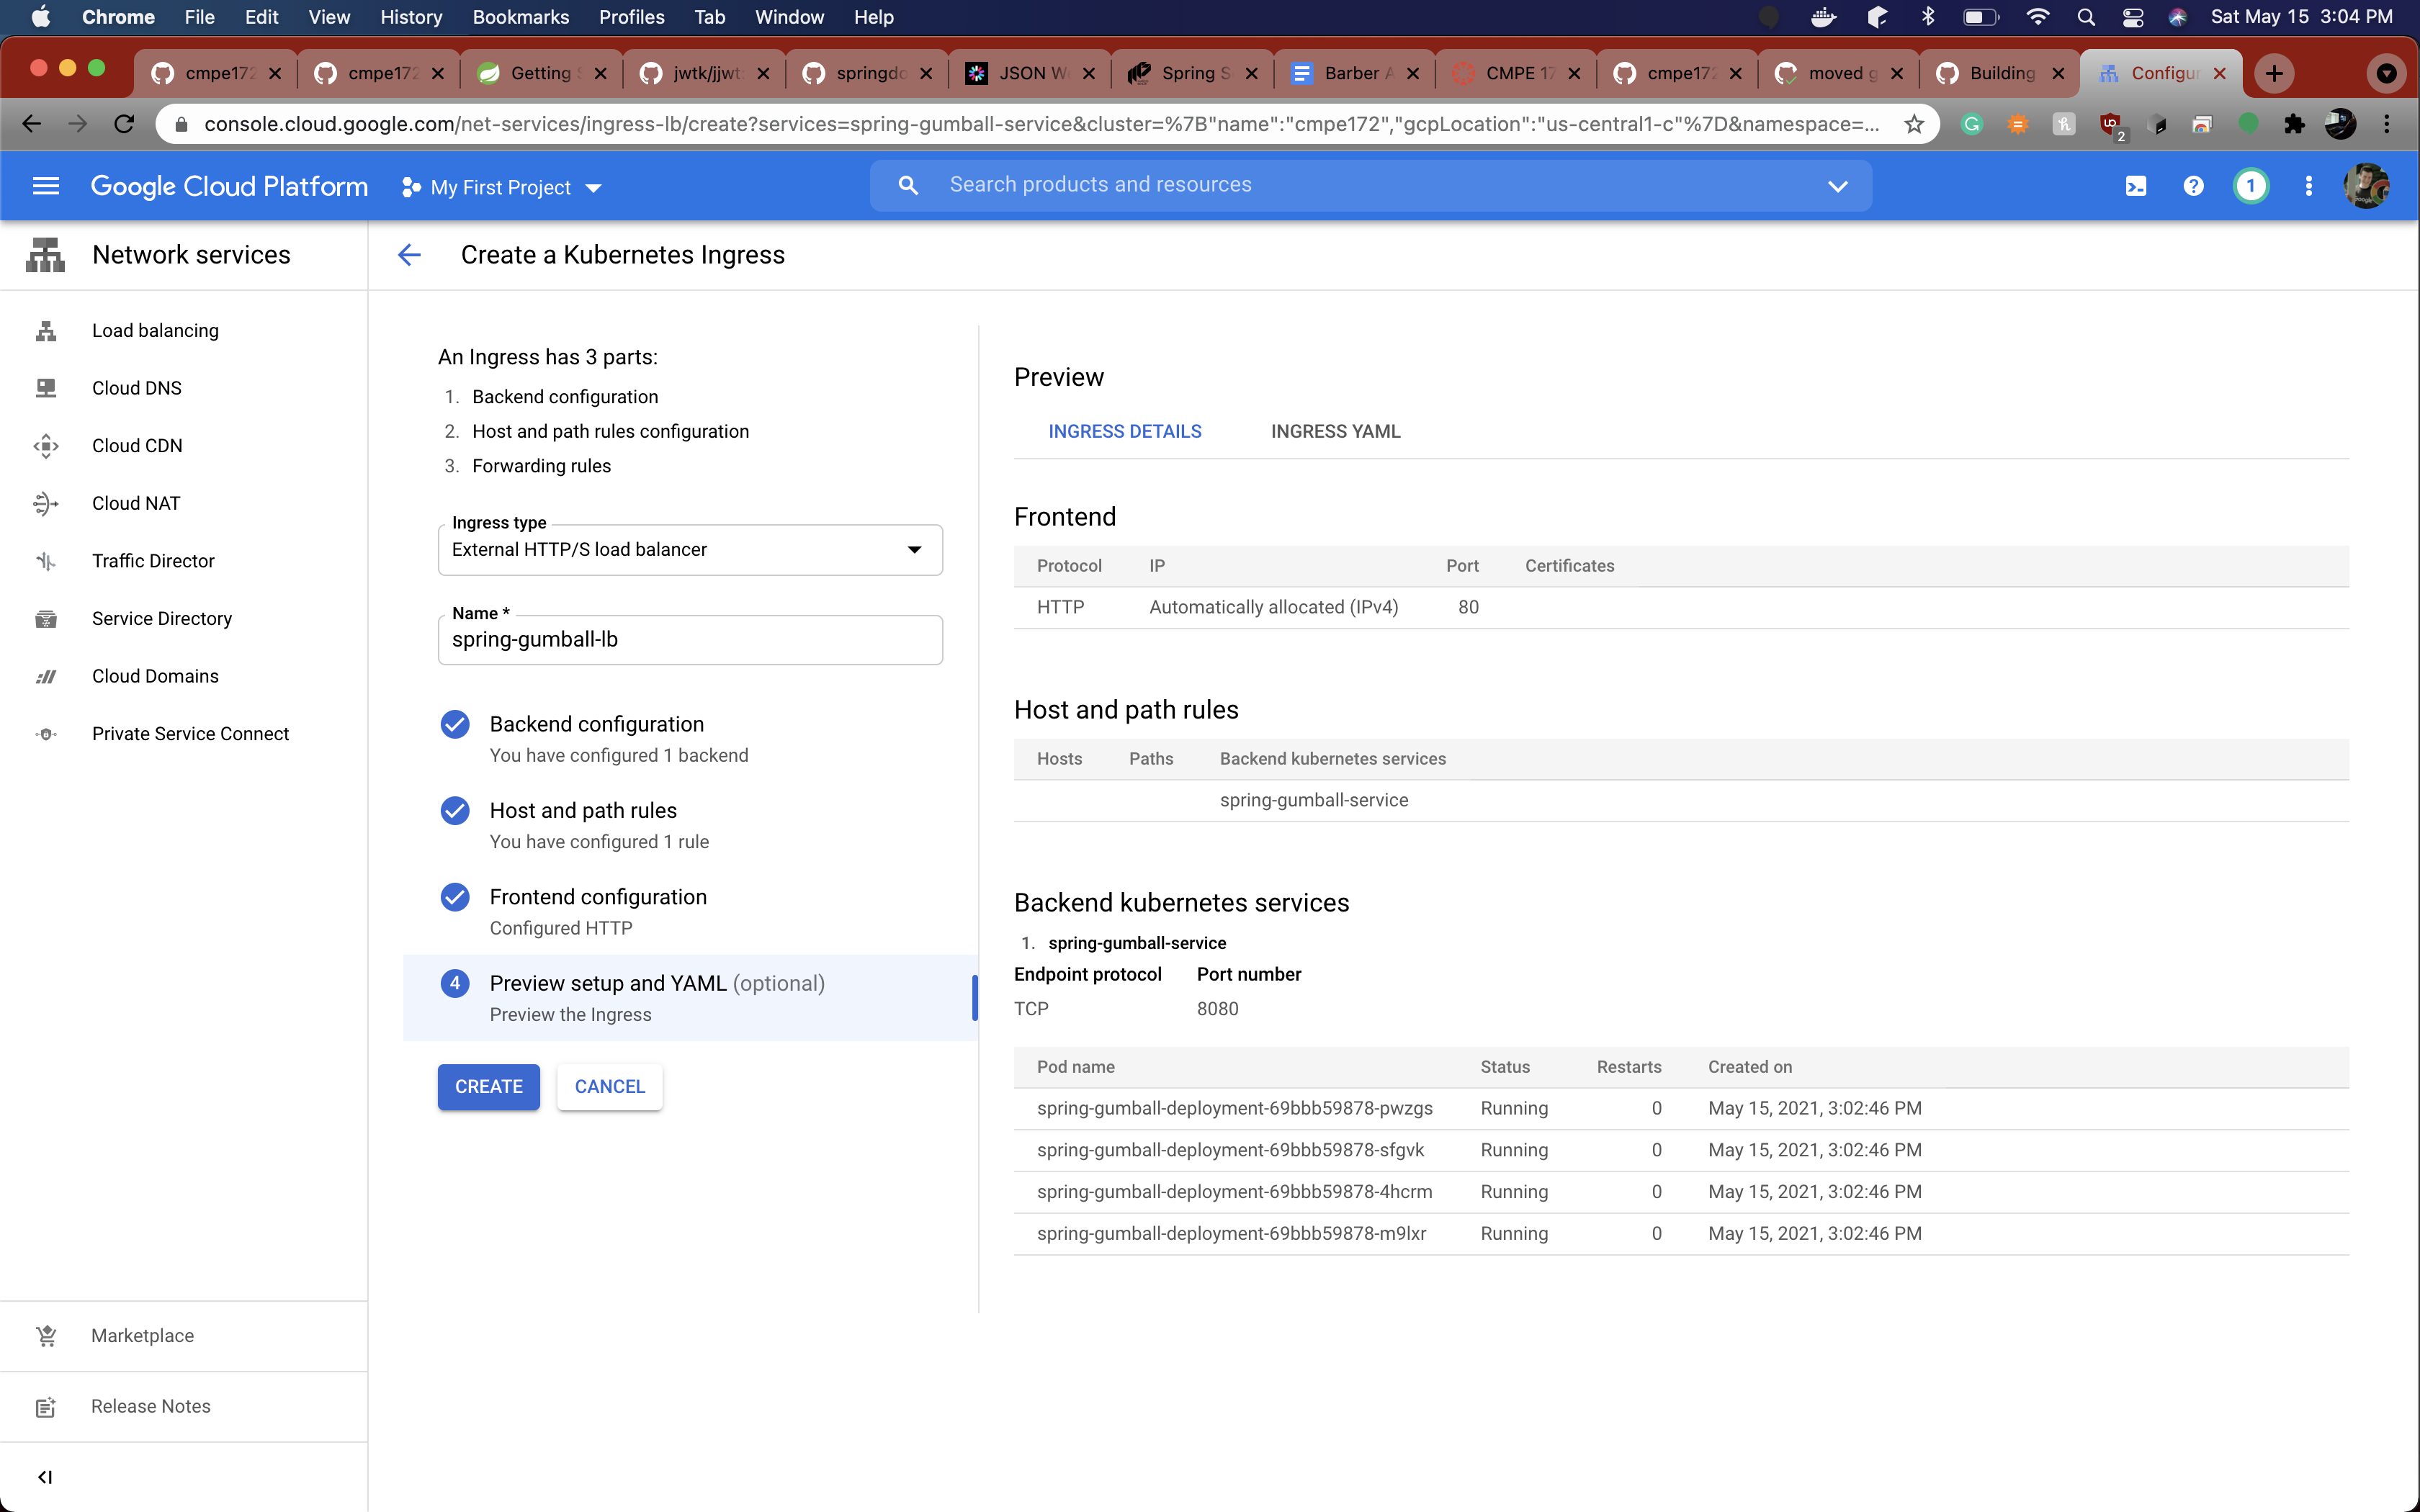 Chrome File Edit View History Bookmarks Profiles Tab Window Help Sat May 15 3:04 PM
cmpe172 cmpe172 Getting S jwtk/jjwt: springdo JSON We Spring S Barber A CMPE 17 cmpe172 moved g Building Configur
console.cloud.google.com/net-services/ingress-lb/create?services=spring-gumball-service&cluster=%7B"name":"cmpe172","gcpLocation":"us-central1-c"%7D&namespace=... 2
Google Cloud Platform My First Project Search products and resources 1
Network services
Create a Kubernetes Ingress
Load balancing
Cloud DNS
Cloud CDN
Cloud NAT
Traffic Director
Service Directory
Cloud Domains
Private Service Connect
Marketplace
Release Notes
An Ingress has 3 parts:
1. Backend configuration
2. Host and path rules configuration
3. Forwarding rules
Ingress type
External HTTP/S load balancer
Name *
spring-gumball-lb
Backend configuration
You have configured 1 backend
Host and path rules
You have configured 1 rule
Frontend configuration
Configured HTTP
4 Preview setup and YAML (optional)
Preview the Ingress
CREATE CANCEL
Preview
INGRESS DETAILS INGRESS YAML
Frontend
Protocol IP Port Certificates
HTTP Automatically allocated (IPv4) 80
Host and path rules
Hosts Paths Backend kubernetes services
spring-gumball-service
Backend kubernetes services
1. spring-gumball-service
Endpoint protocol Port number
TCP 8080
Pod name Status Restarts Created on
spring-gumball-deployment-69bbb59878-pwzgs Running 0 May 15, 2021, 3:02:46 PM
spring-gumball-deployment-69bbb59878-sfgvk Running 0 May 15, 2021, 3:02:46 PM
spring-gumball-deployment-69bbb59878-4hcrm Running 0 May 15, 2021, 3:02:46 PM
spring-gumball-deployment-69bbb59878-m9lxr Running 0 May 15, 2021, 3:02:46 PM